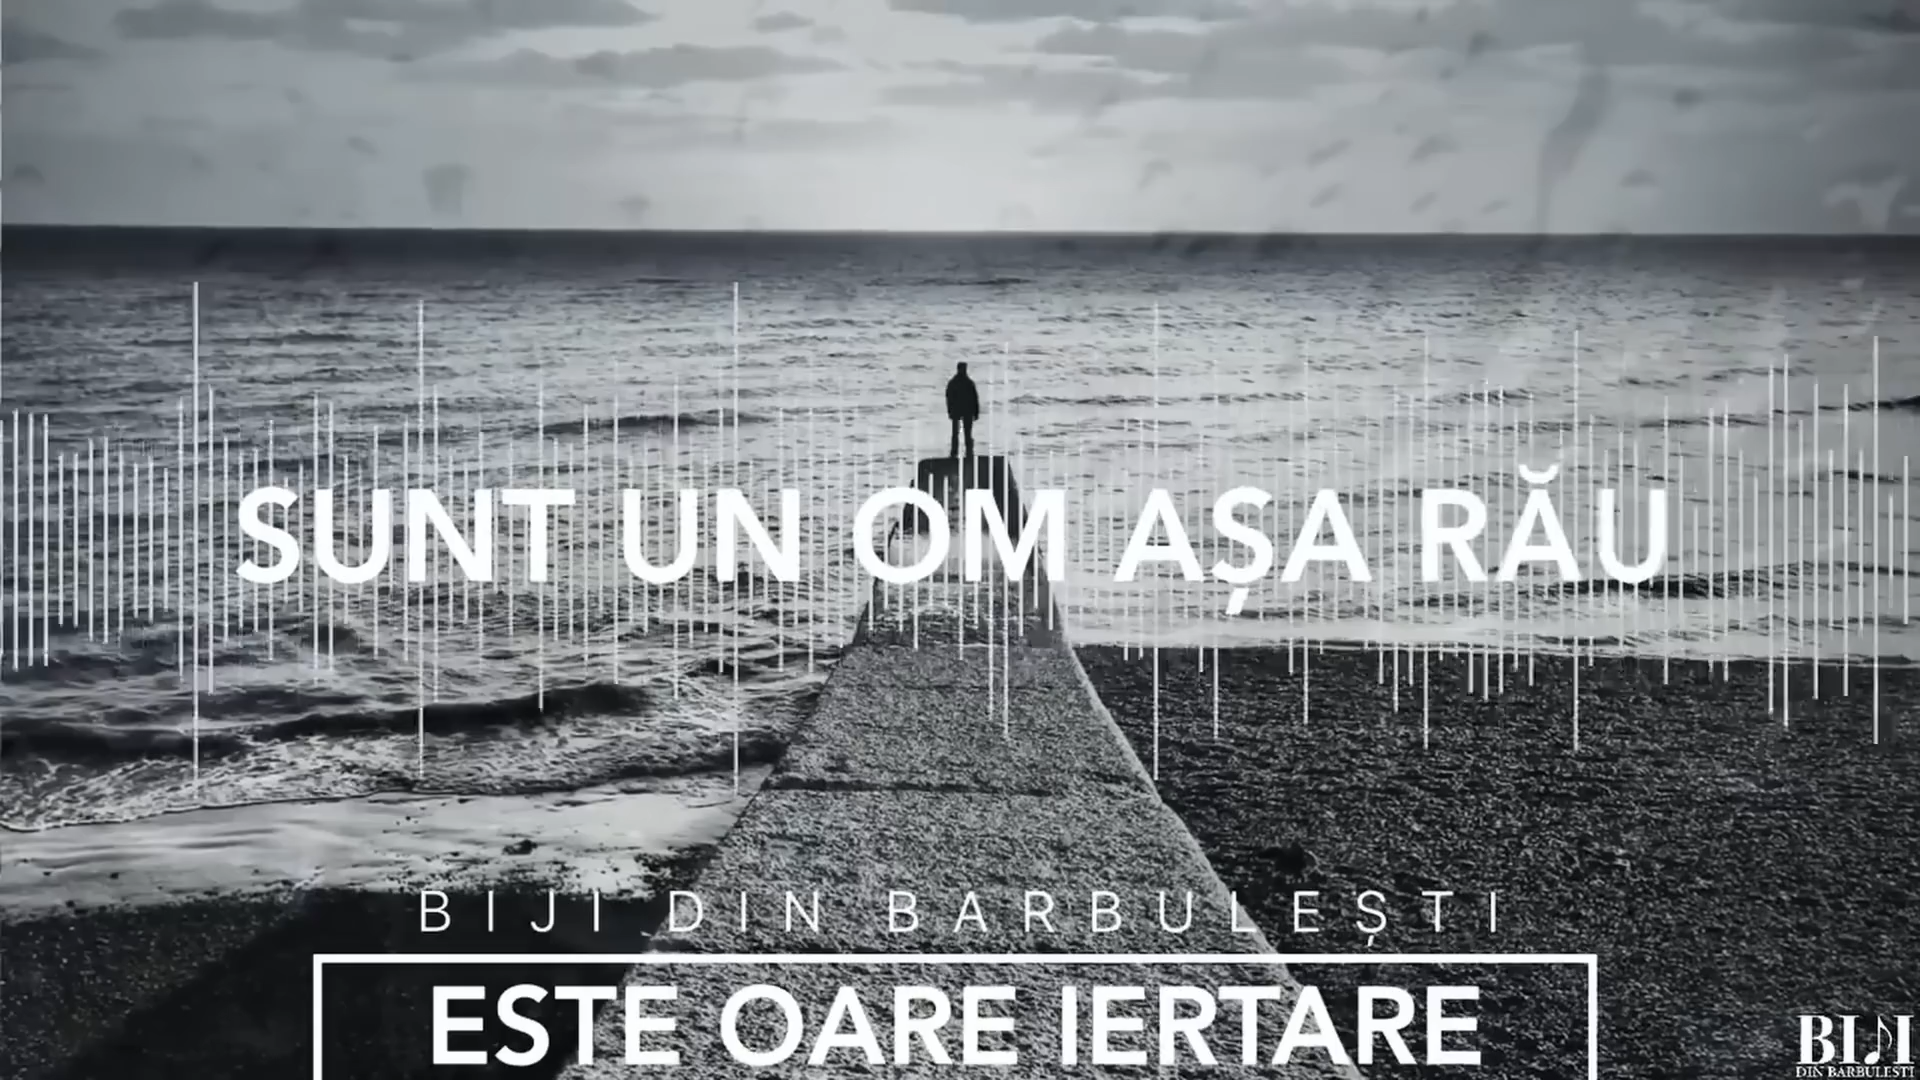 SUNT UN OM AȘA RĂU
BIJI DIN BARBULEȘTI
ESTE OARE IERTARE
BIJI
DIN BARBULESTI